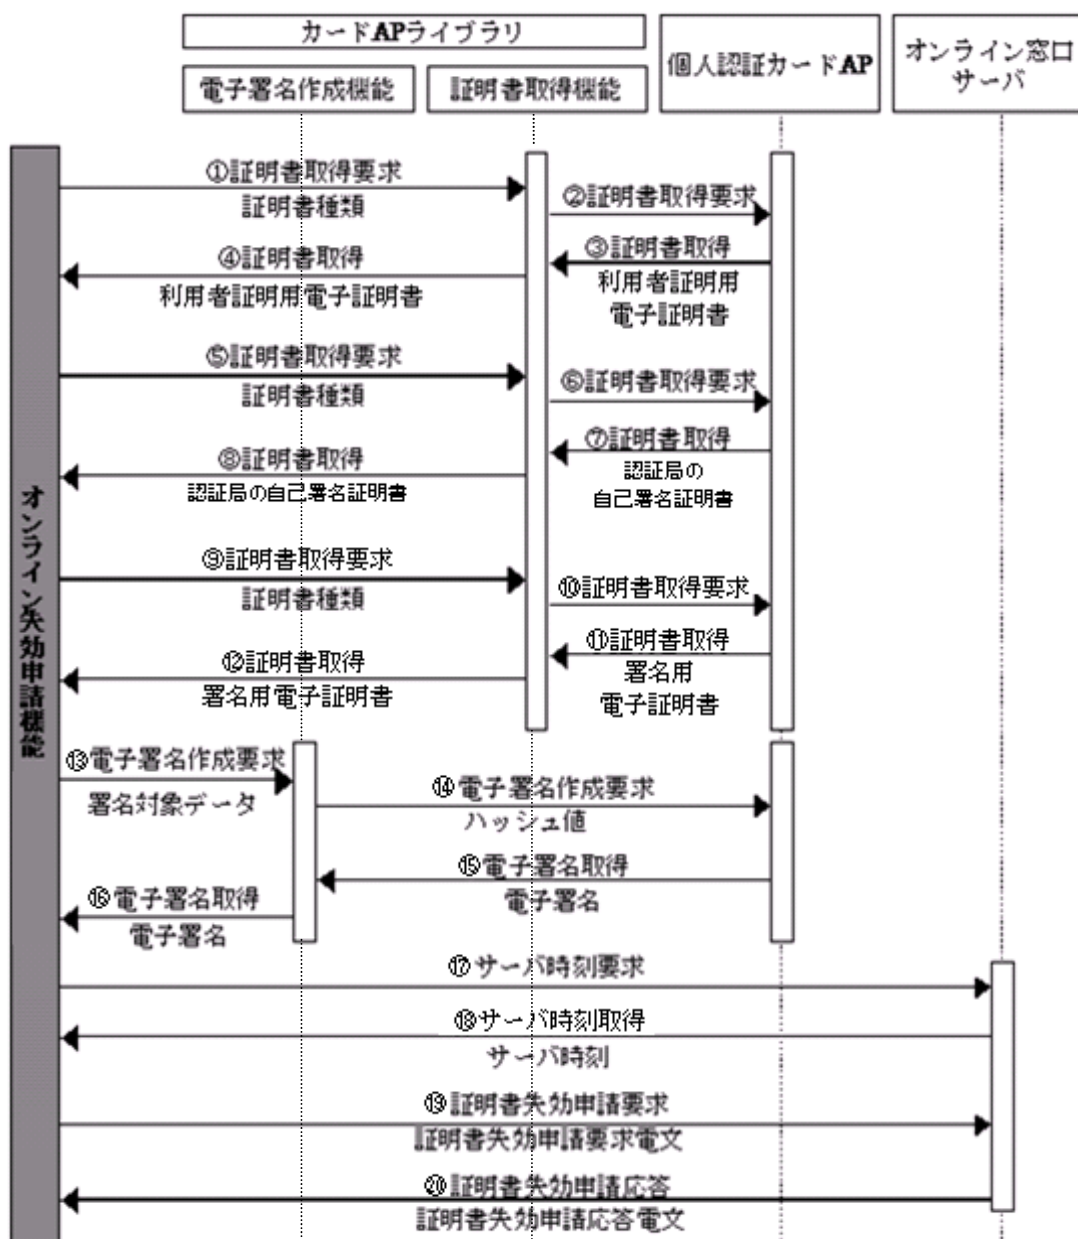 カードAPライブラリ
電子署名作成機能
証明書取得機能
個人認証カードAP
オンライン窓口
サーバ
オンライン失効申請機能
①証明書取得要求
証明書種類
②証明書取得要求
③証明書取得
利用者証明用
電子証明書
④証明書取得
利用者証明用電子証明書
⑤証明書取得要求
証明書種類
⑥証明書取得要求
⑦証明書取得
認証局の
自己署名証明書
⑧証明書取得
認証局の自己署名証明書
⑨証明書取得要求
証明書種類
⑩証明書取得要求
⑪証明書取得
署名用
電子証明書
⑫証明書取得
署名用電子証明書
⑬電子署名作成要求
署名対象データ
⑭電子署名作成要求
ハッシュ値
⑮電子署名取得
電子署名
⑯電子署名取得
電子署名
⑰サーバ時刻要求
⑱サーバ時刻取得
サーバ時刻
⑲証明書失効申請要求
証明書失効申請要求電文
⑳証明書失効申請応答
証明書失効申請応答電文